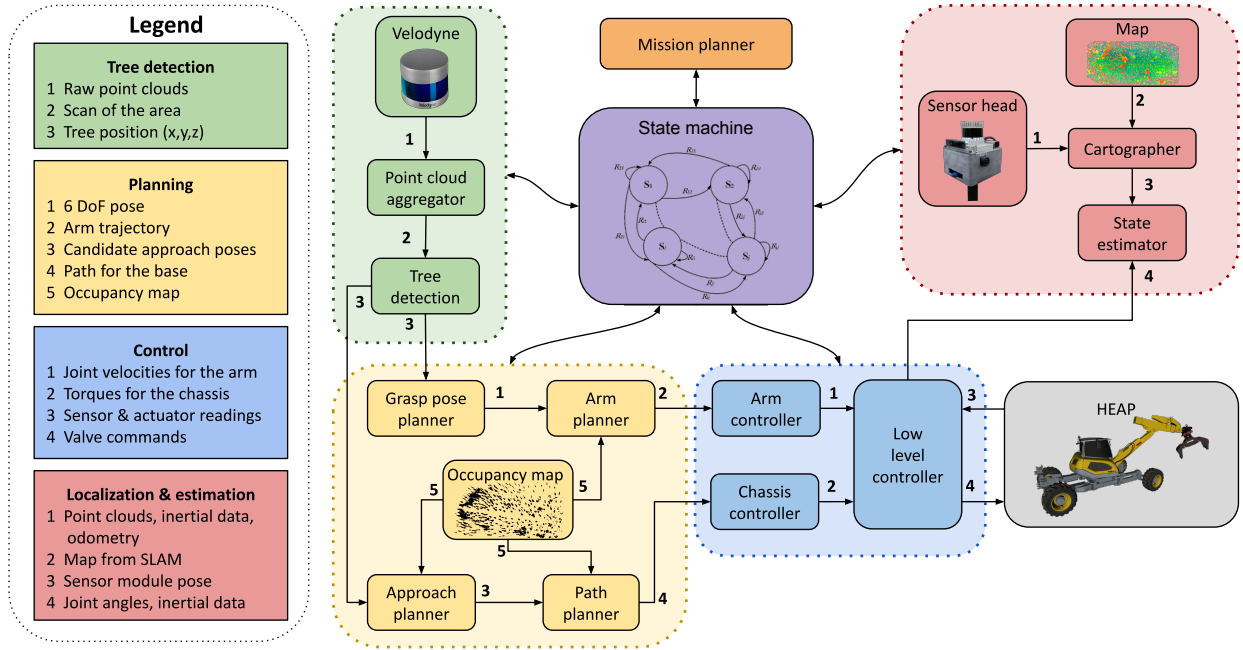 Legend
Tree detection
1 Raw point clouds
2 Scan of the area
3 Tree position (x,y,z)
Planning
1 6 DoF pose
2 Arm trajectory
3 Candidate approach poses
4 Path for the base
5 Occupancy map
Control
1 Joint velocities for the arm
2 Torques for the chassis
3 Sensor & actuator readings
4 Valve commands
Localization & estimation
1 Point clouds, inertial data,
odometry
2 Map from SLAM
3 Sensor module pose
4 Joint angles, inertial data
Velodyne
1
Point cloud
aggregator
2
Tree
detection
3
3
Mission planner
State machine
S1
S2
Map
2
Sensor head
1
Cartographer
3
State
estimator
4
Grasp pose
planner
1
Arm
planner
2
Occupancy map
5
5
5
Approach
planner
3
Path
planner
4
Arm
controller
1
Chassis
controller
2
Low
level
controller
3
4
HEAP